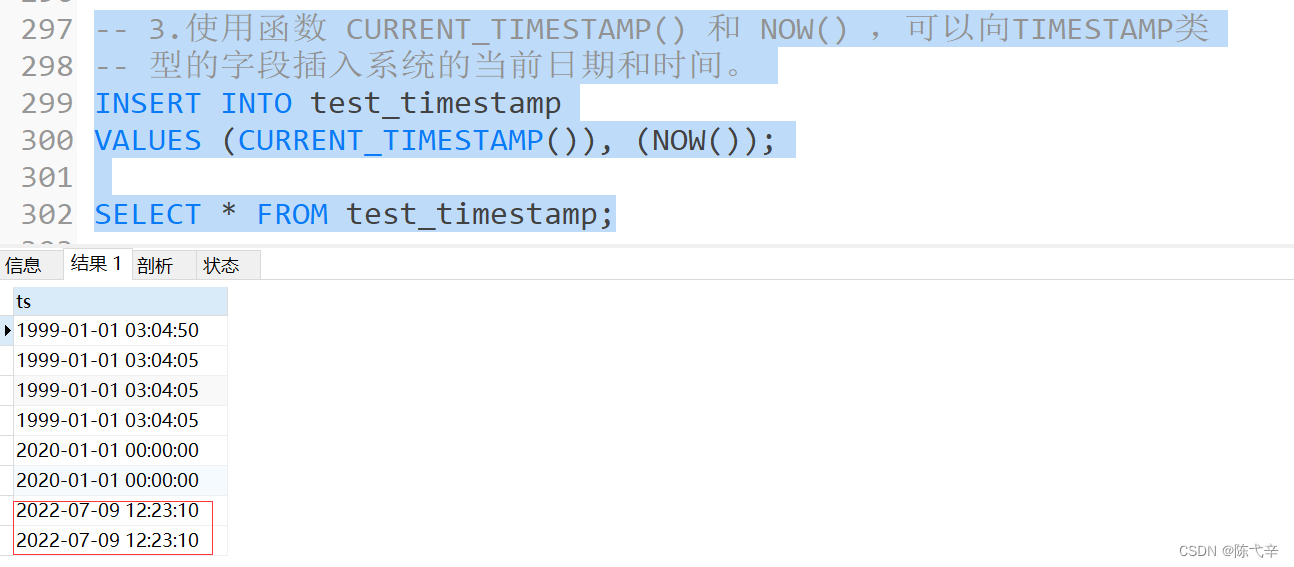 297 -- 3.使用函数 CURRENT_TIMESTAMP() 和 NOW() ，可以向TIMESTAMP类
298 -- 型的字段插入系统的当前日期和时间。
299 INSERT INTO test_timestamp
300 VALUES (CURRENT_TIMESTAMP()), (NOW());
301
302 SELECT * FROM test_timestamp;
信息 结果 1 剖析 状态
ts
1999-01-01 03:04:50
1999-01-01 03:04:05
1999-01-01 03:04:05
1999-01-01 03:04:05
2020-01-01 00:00:00
2020-01-01 00:00:00
2022-07-09 12:23:10
2022-07-09 12:23:10
CSDN @陈弋辛